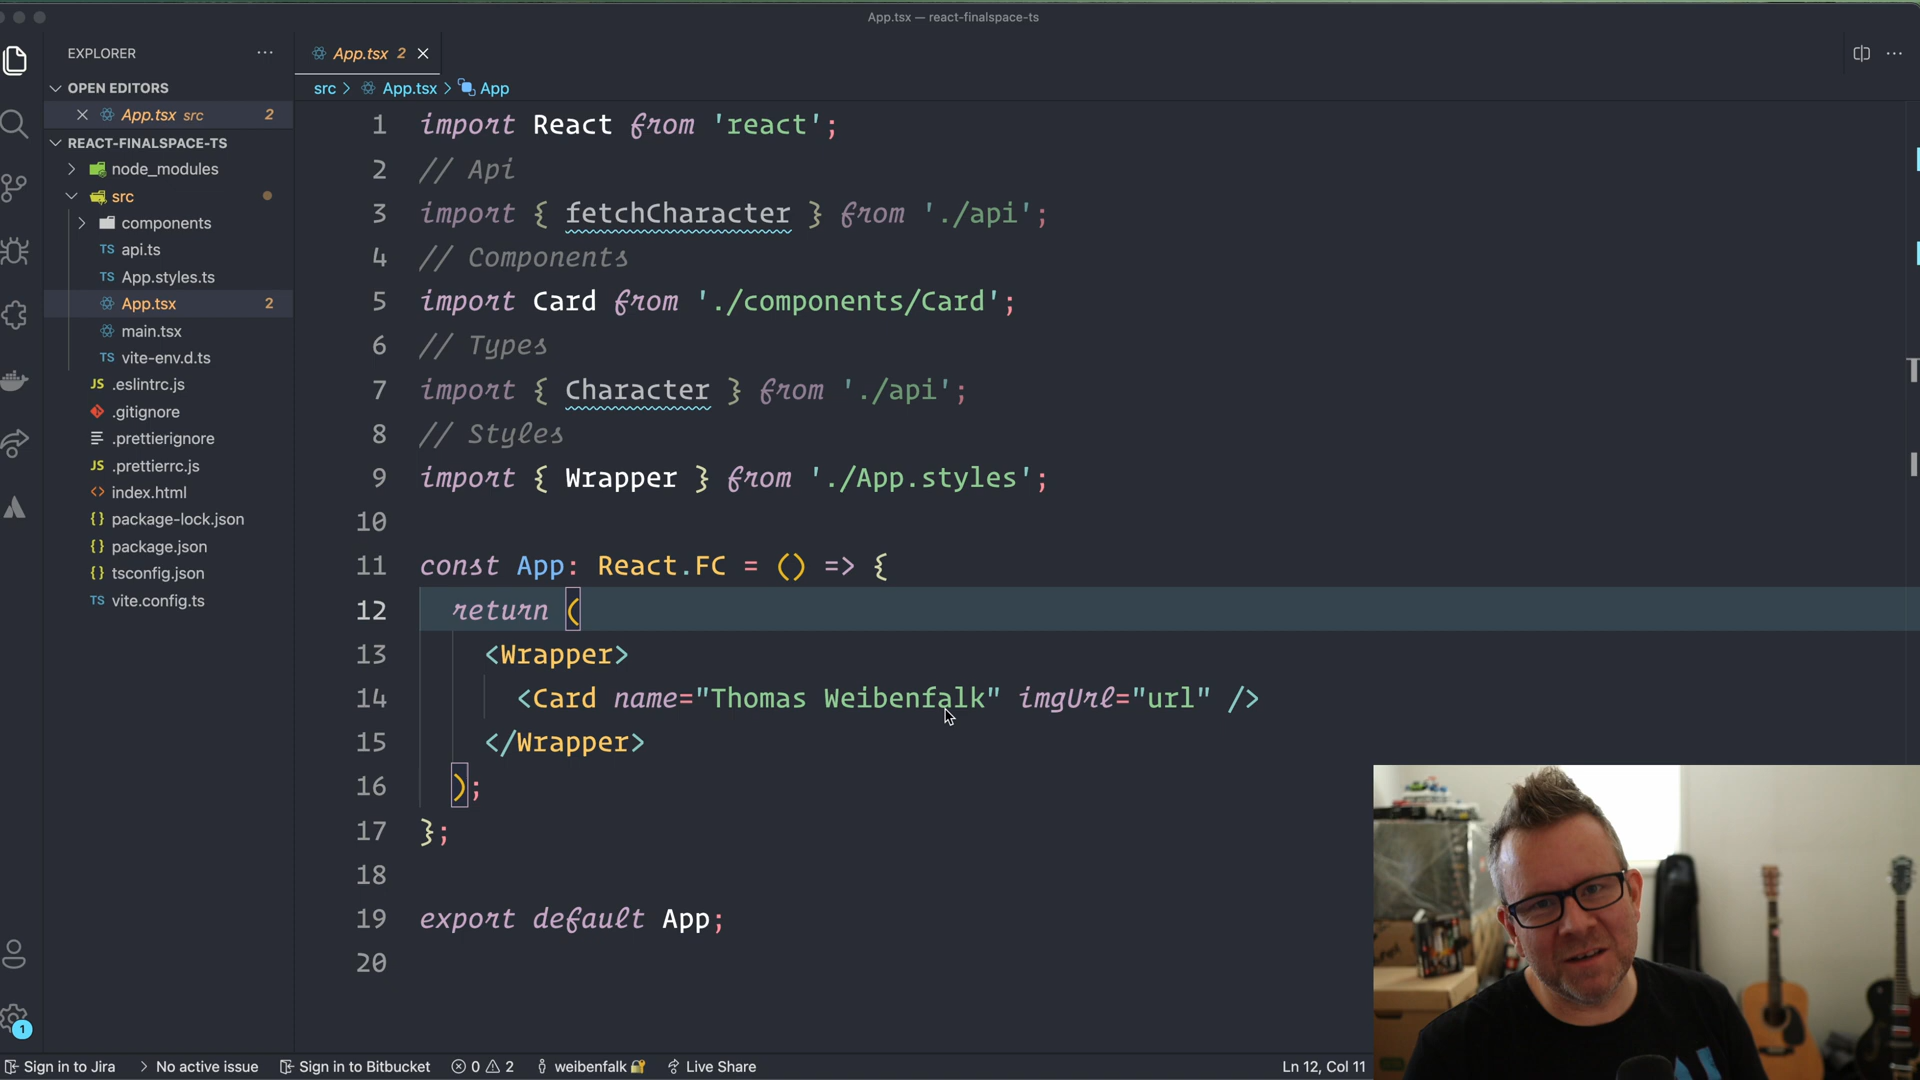 App.tsx — react-finalspace-ts
EXPLORER
App.tsx 2
OPEN EDITORS
App.tsx src 2
REACT-FINALSPACE-TS
node_modules
src
components
TS api.ts
TS App.styles.ts
App.tsx 2
main.tsx
TS vite-env.d.ts
JS .eslintrc.js
.gitignore
.prettierignore
JS .prettierrc.js
<> index.html
{} package-lock.json
{} package.json
{} tsconfig.json
TS vite.config.ts
src > App.tsx > App
1 import React from 'react';
2 // Api
3 import { fetchCharacter } from './api';
4 // Components
5 import Card from './components/Card';
6 // Types
7 import { Character } from './api';
8 // Styles
9 import { Wrapper } from './App.styles';
10
11 const App: React.FC = () => {
12 return (
13 <Wrapper>
14 <Card name="Thomas Weibenfalk" imgUrl="url" />
15 </Wrapper>
16 );
17 };
18
19 export default App;
20
1
Sign in to Jira > No active issue Sign in to Bitbucket 0 2 weibenfalk Live Share Ln 12, Col 11